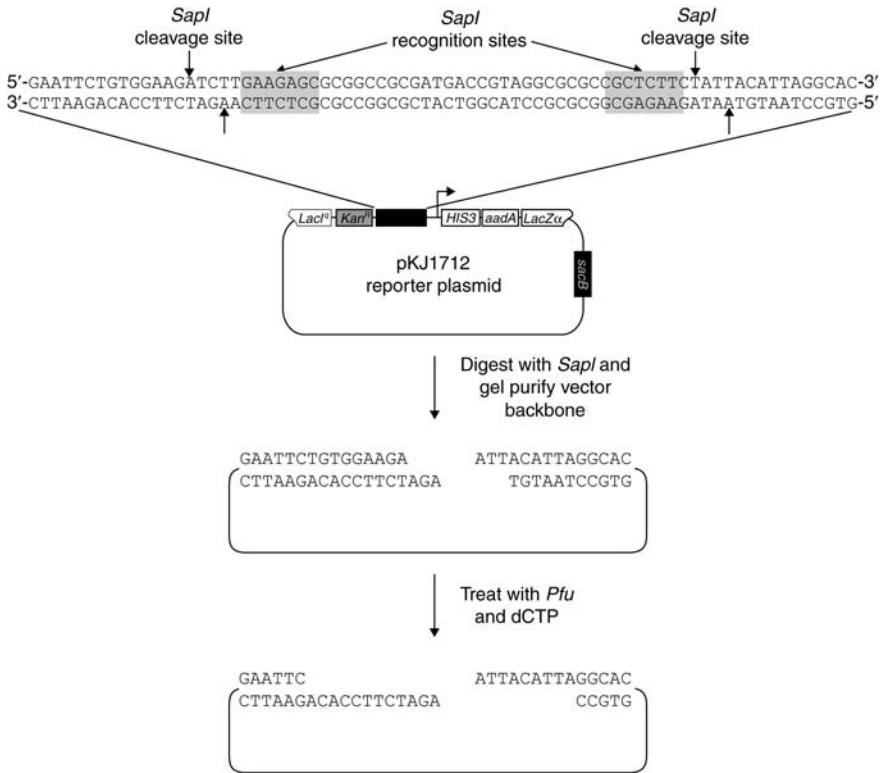 SapI
cleavage site
SapI
recognition sites
SapI
cleavage site
5′-GAATTCTGTGGAAGATCTTGAAGAGCGCGGCCGCGATGACCGTAGGCGCGCCGCTCTTCTATTACATTAGGCAC-3′
3′-CTTAAGACACCTTCTAGAACTTCTCGCGCCGGCGCTACTGGCATCCGCGCGGCGAGAAGATAATGTAATCCGTG-5′
LacIq
KanR
HIS3
aadA
LacZα
pKJ1712
reporter plasmid
sacB
Digest with SapI and
gel purify vector
backbone
GAATTCTGTGGAAGA
ATTACATTAGGCAC
CTTAAGACACCTTCTAGA
TGTAATCCGTG
Treat with Pfu
and dCTP
GAATTC
ATTACATTAGGCAC
CTTAAGACACCTTCTAGA
CCGTG